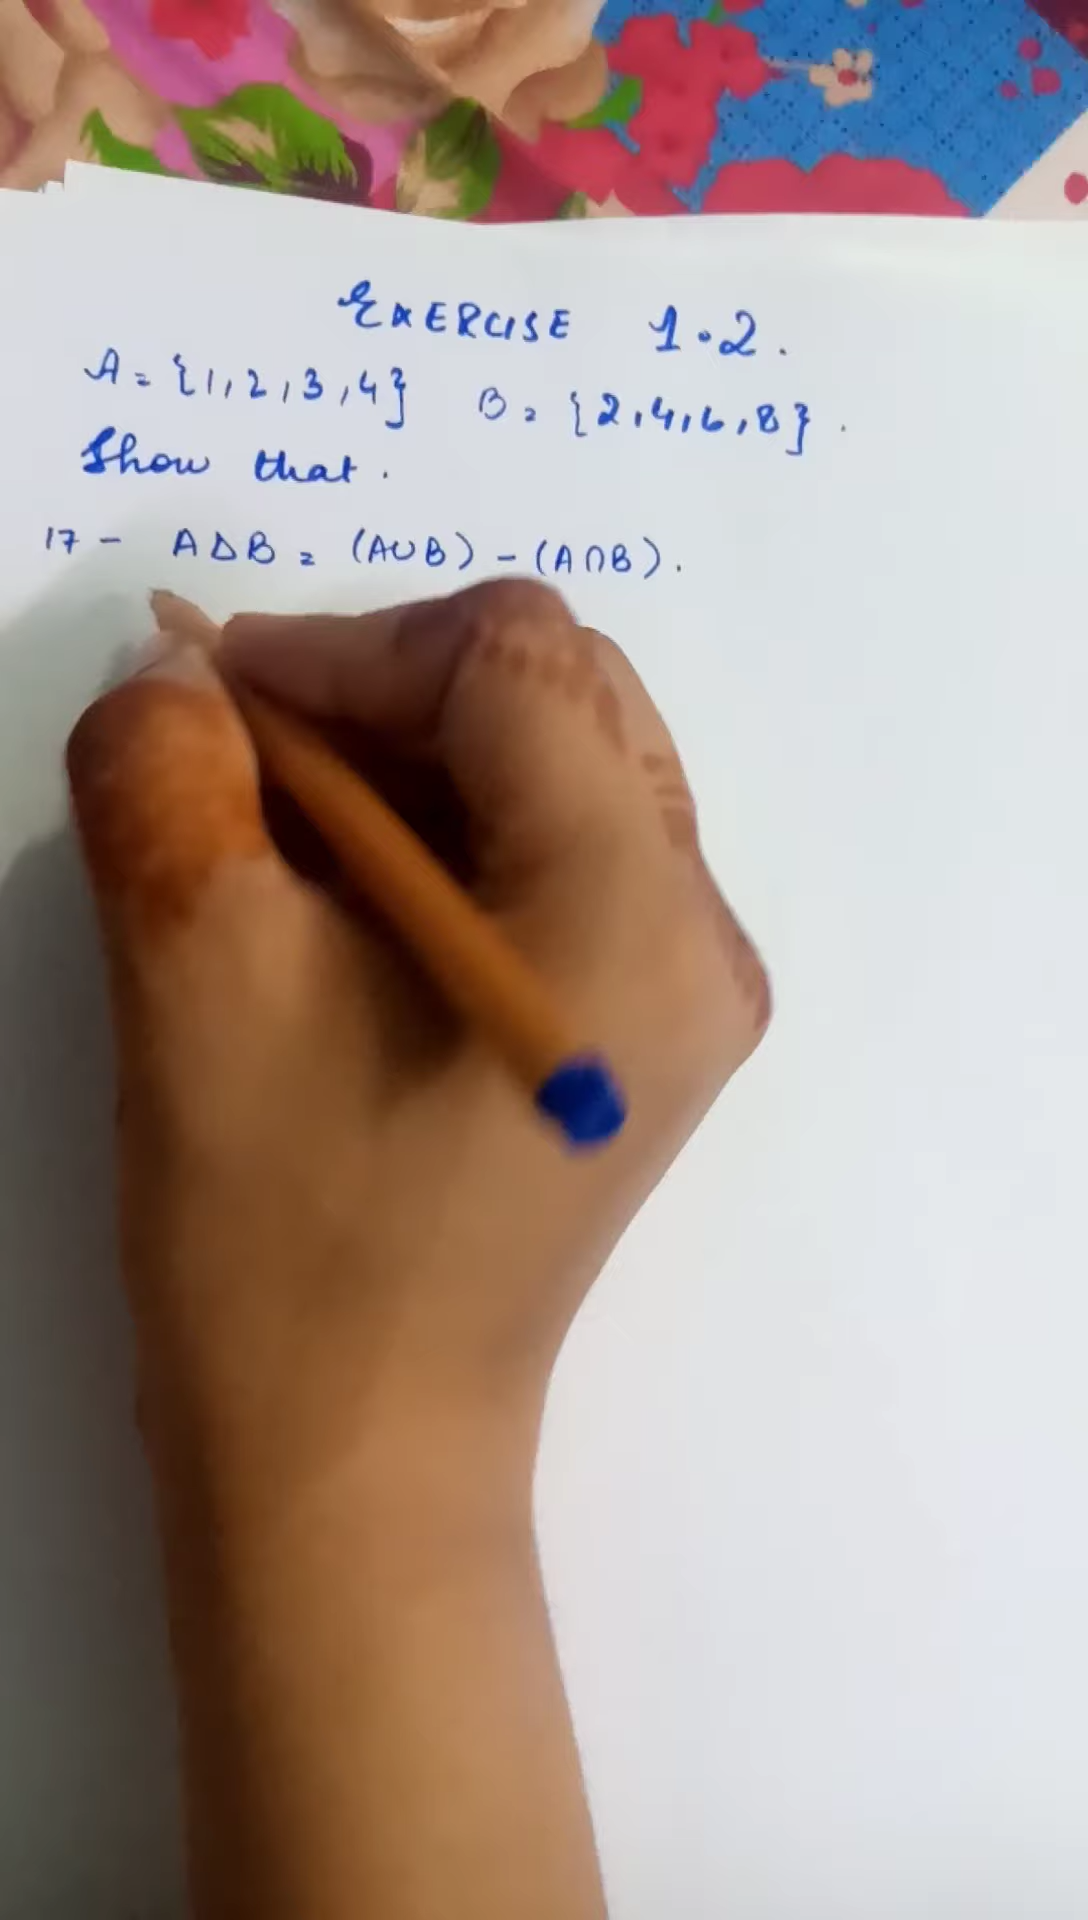 EXERCISE 1.2.
A = {1, 2, 3, 4} B = {2, 4, 6, 8}.
Show that.
17 - A Δ B = (A ∪ B) - (A ∩ B).